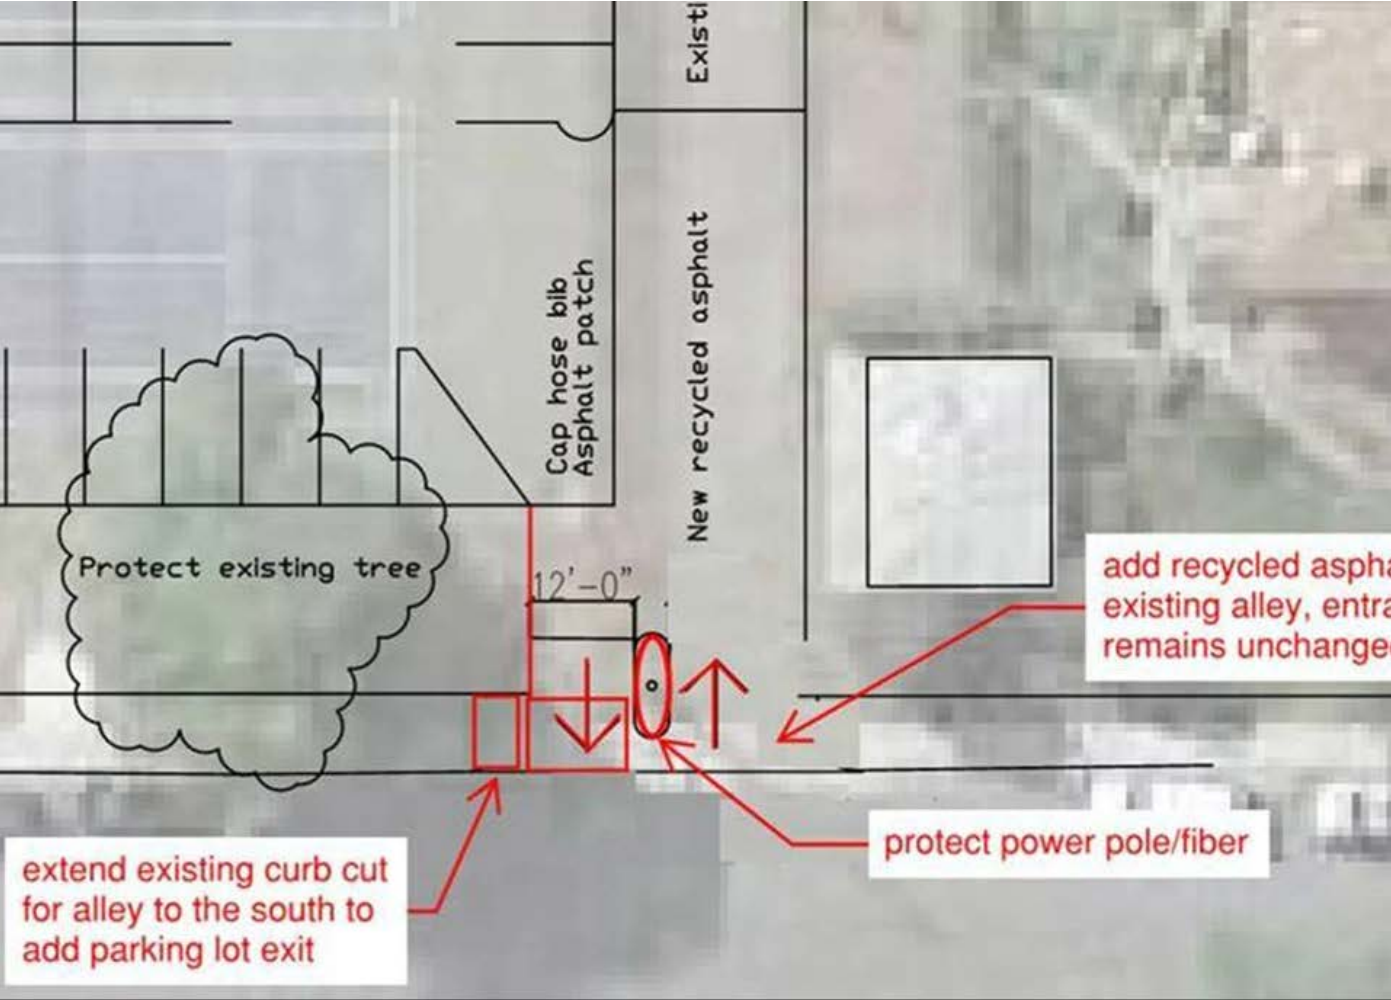 Existi
New recycled asphalt
Cap hose bib
Asphalt patch
Protect existing tree
12'-0"
add recycled aspha
existing alley, entra
remains unchanged
protect power pole/fiber
extend existing curb cut
for alley to the south to
add parking lot exit